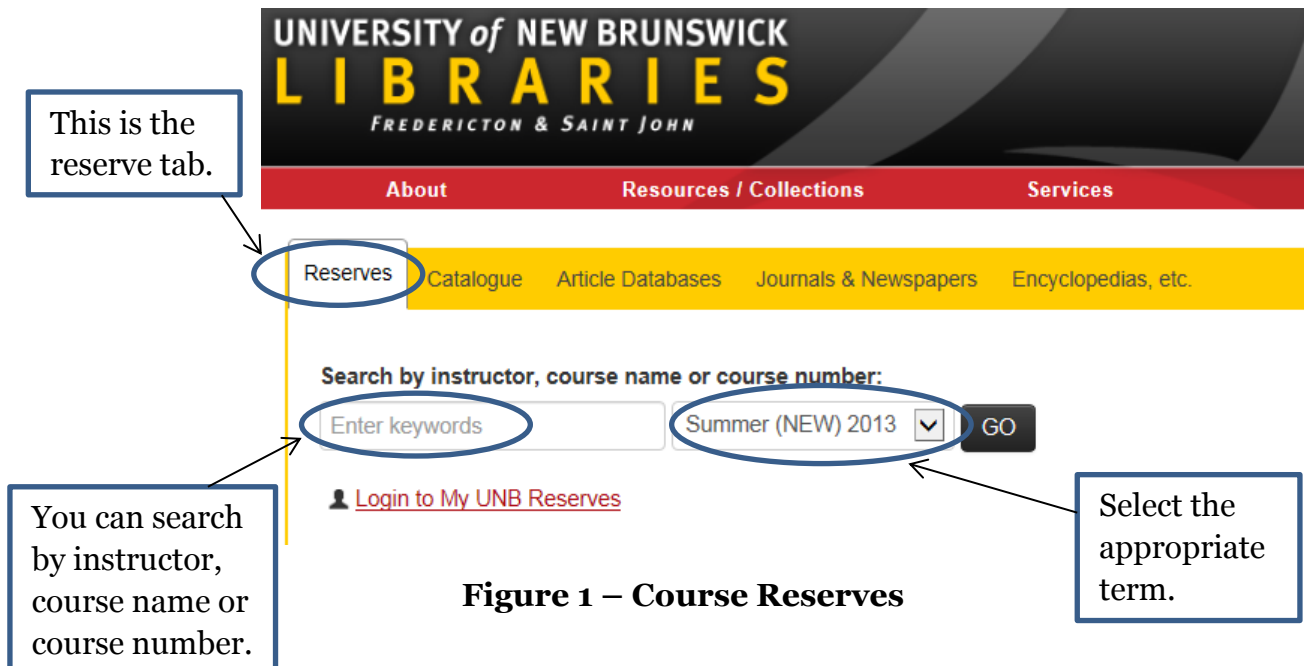 UNIVERSITY of NEW BRUNSWICK
LIBRARIES
FREDERICTON & SAINT JOHN
This is the
reserve tab.
About Resources / Collections Services
Reserves Catalogue Article Databases Journals & Newspapers Encyclopedias, etc.
Search by instructor, course name or course number:
Enter keywords Summer (NEW) 2013 GO
Login to My UNB Reserves
You can search
by instructor,
course name or
course number.
Select the
appropriate
term.
Figure 1 – Course Reserves